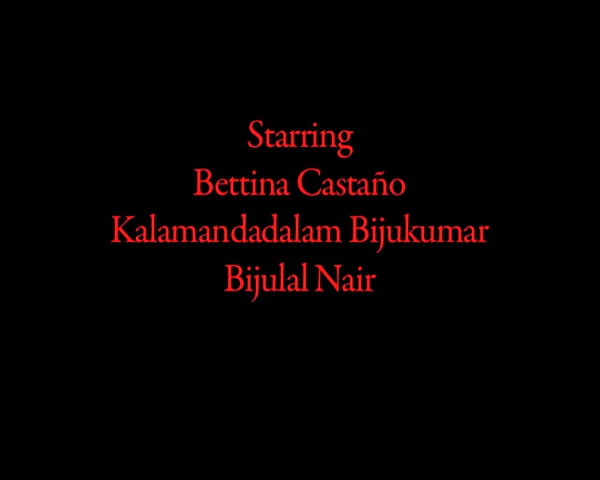 Starring
Bettina Castaño
Kalamandadalam Bijukumar
Bijulal Nair